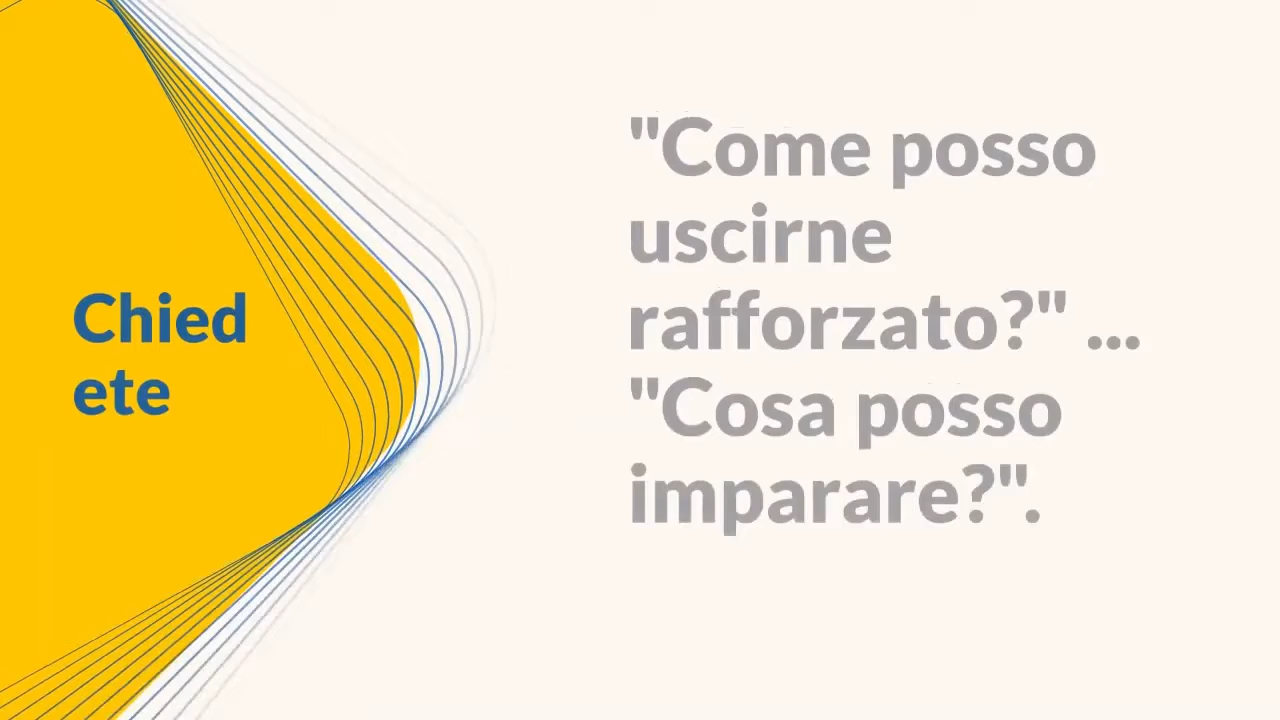 Chied
ete
"Come posso
uscirne
rafforzato?" ...
"Cosa posso
imparare?".